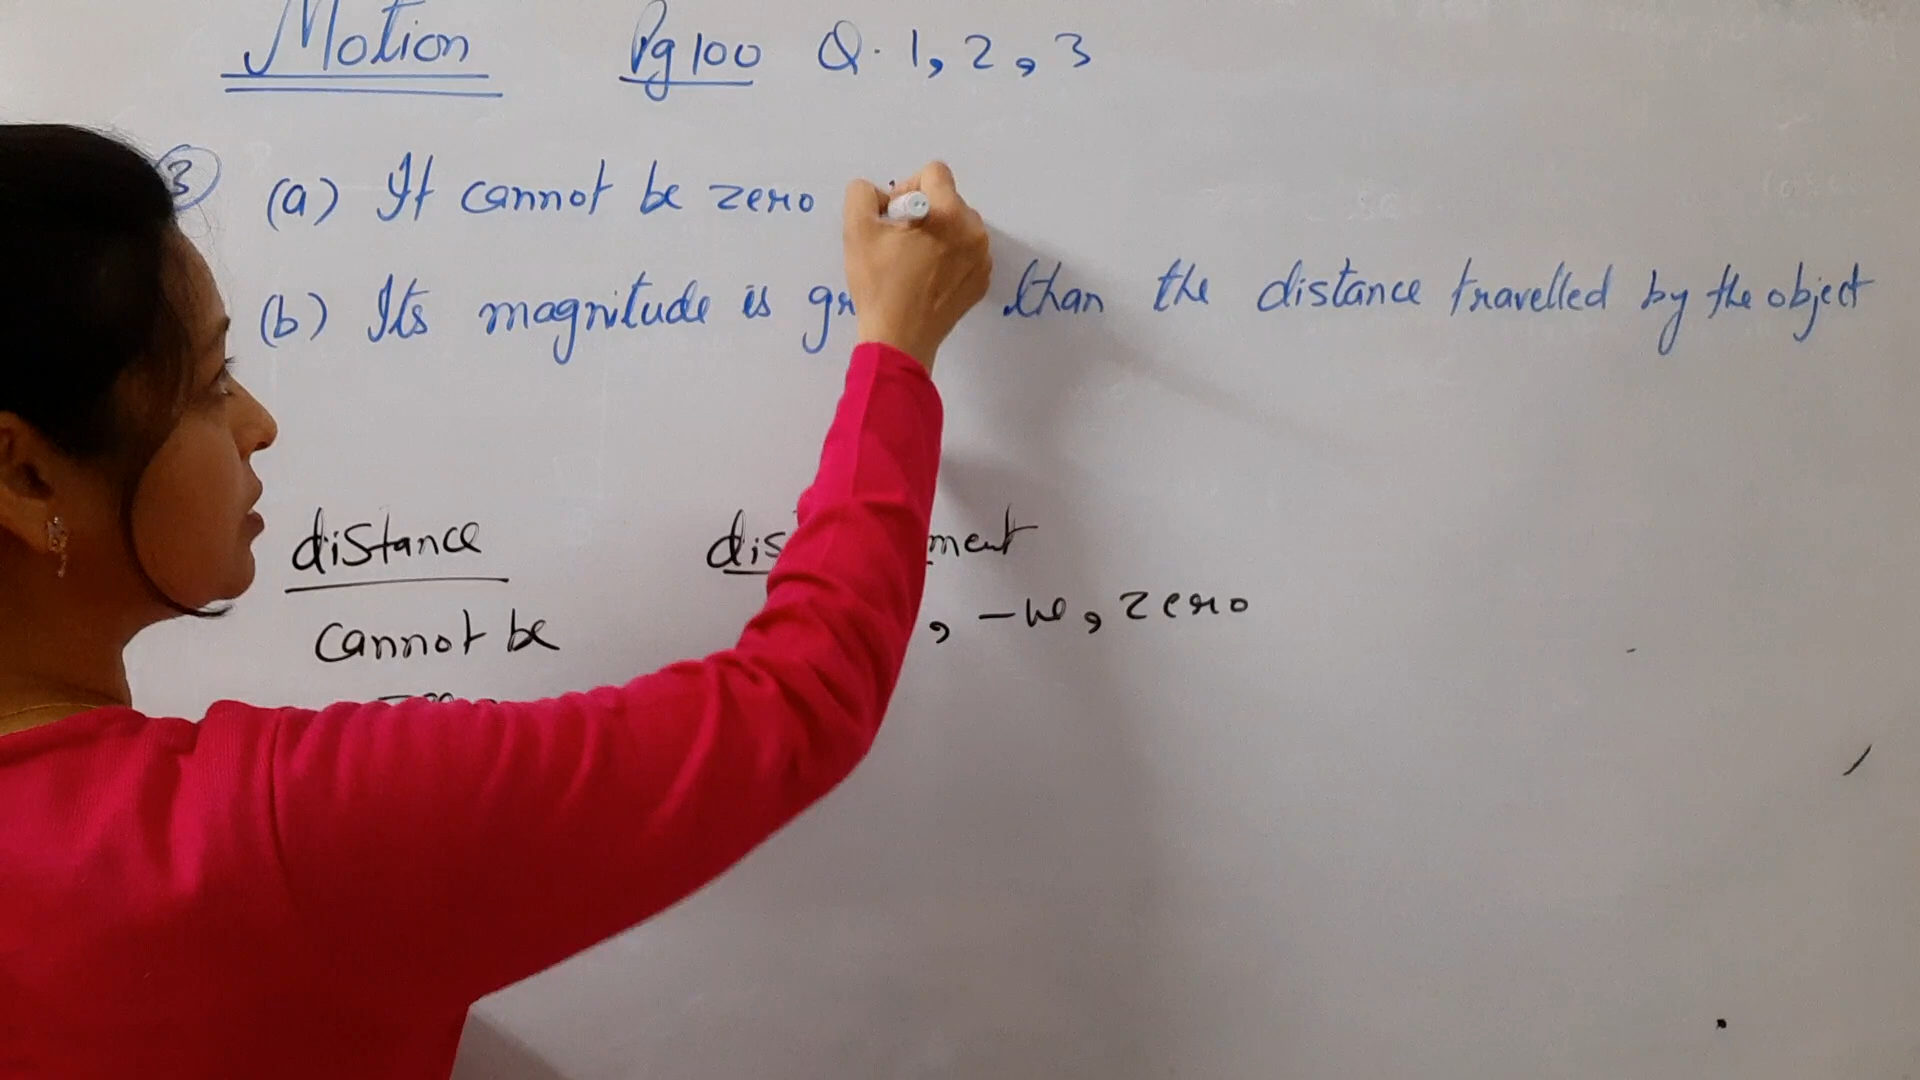 Motion Pg 100 Q. 1, 2, 3
3 (a) It cannot be zero
(b) Its magnitude is gr than the distance travelled by the object
distance dis ment
cannot be , -ve, zero